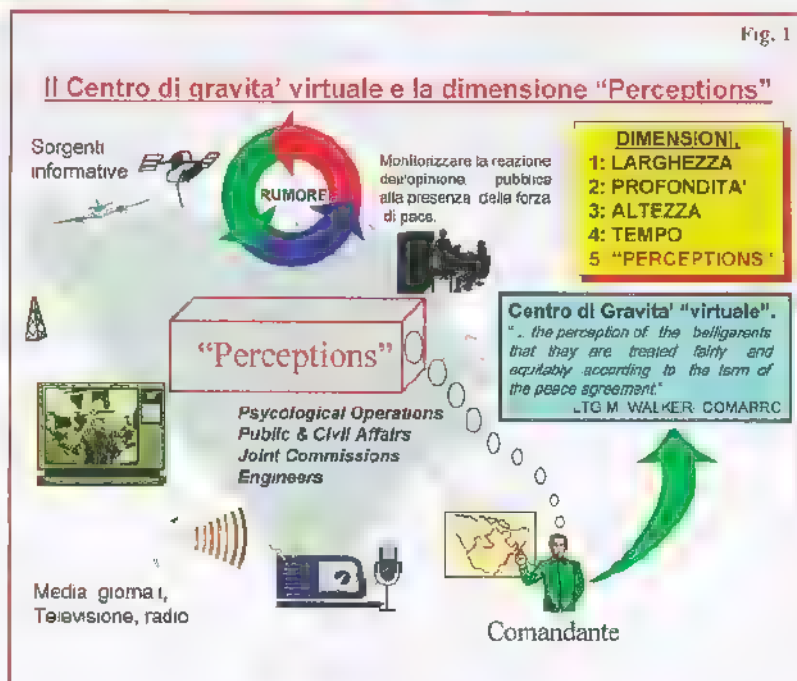 Fig. 1
Il Centro di gravita' virtuale e la dimensione "Perceptions"
Sorgenti
informative
RUMORE
Monitorizzare la reazione
dell'opinione pubblica
alla presenza della forza
di pace.
DIMENSIONI.
1: LARGHEZZA
2: PROFONDITA'
3: ALTEZZA
4: TEMPO
5 "PERCEPTIONS"
"Perceptions"
Centro di Gravita' "virtuale".
"... the perception of the belligerents
that they are treated fairly and
equitably according to the term of
the peace agreement."
LTG M. WALKER- COMARRC
Psycological Operations
Public & Civil Affairs
Joint Commissions
Engineers
Media giornali,
Televisione, radio
Comandante